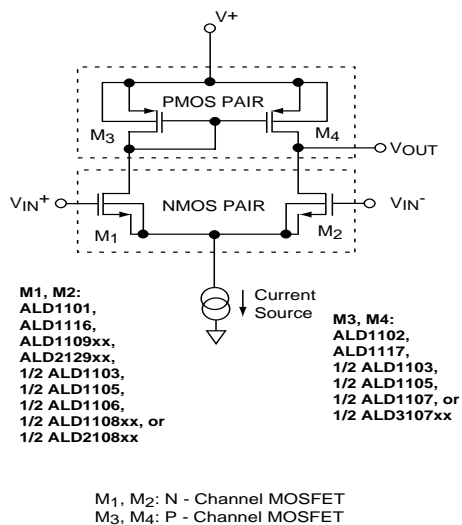 V+
PMOS PAIR
M3
M4
VOUT
VIN+
NMOS PAIR
VIN-
M1
M2
Current
Source
M1, M2:
ALD1101,
ALD1116,
ALD1109xx,
ALD2129xx,
1/2 ALD1103,
1/2 ALD1105,
1/2 ALD1106,
1/2 ALD1108xx, or
1/2 ALD2108xx
M3, M4:
ALD1102,
ALD1117,
1/2 ALD1103,
1/2 ALD1105,
1/2 ALD1107, or
1/2 ALD3107xx
M1, M2: N - Channel MOSFET
M3, M4: P - Channel MOSFET